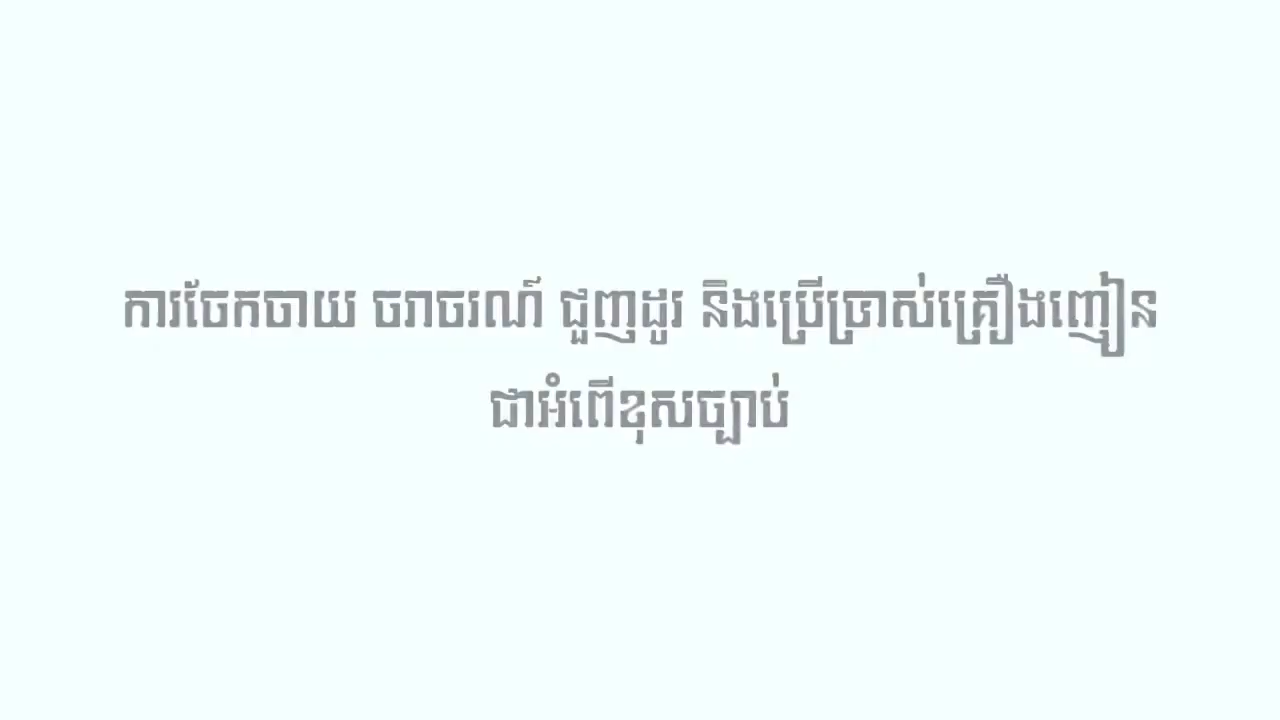 ការចែកចាយ ចរាចរណ៍ ជួញដូរ និងប្រើប្រាស់គ្រឿងញៀន
ជាអំពើខុសច្បាប់